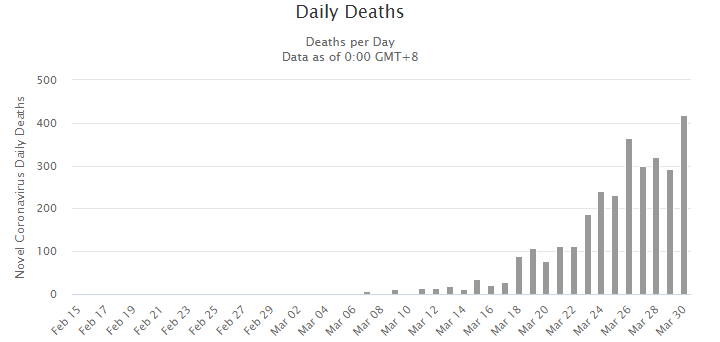 Daily Deaths
Deaths per Day
Data as of 0:00 GMT+8
Novel Coronavirus Daily Deaths
500
400
300
200
100
0
Feb 15
Feb 17
Feb 19
Feb 21
Feb 23
Feb 25
Feb 27
Feb 29
Mar 02
Mar 04
Mar 06
Mar 08
Mar 10
Mar 12
Mar 14
Mar 16
Mar 18
Mar 20
Mar 22
Mar 24
Mar 26
Mar 28
Mar 30